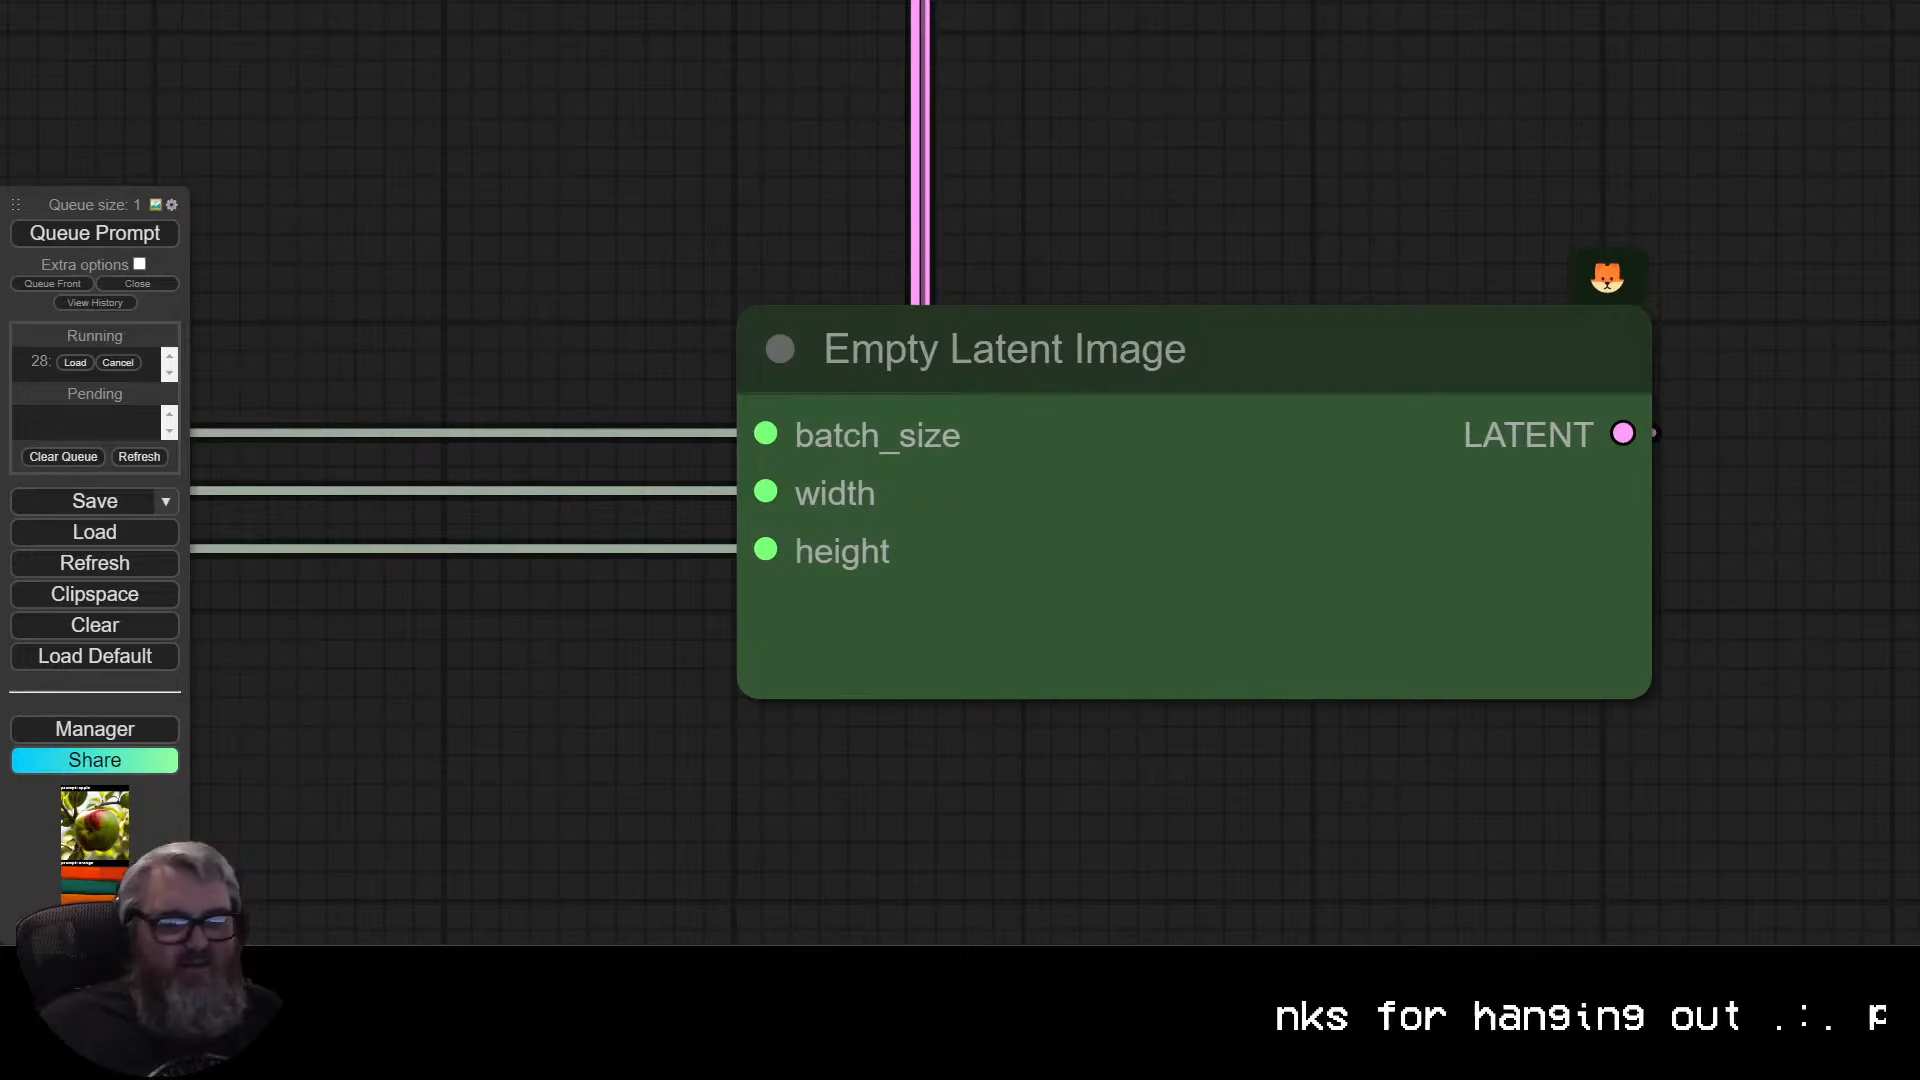 Queue size: 1
Queue Prompt
Extra options
Queue Front Close
View History
Running
28: Load Cancel
Pending
Clear Queue Refresh
Save ▼
Load
Refresh
Clipspace
Clear
Load Default
Manager
Share
Empty Latent Image
batch_size
LATENT
width
height
nks for hanging out .:. p